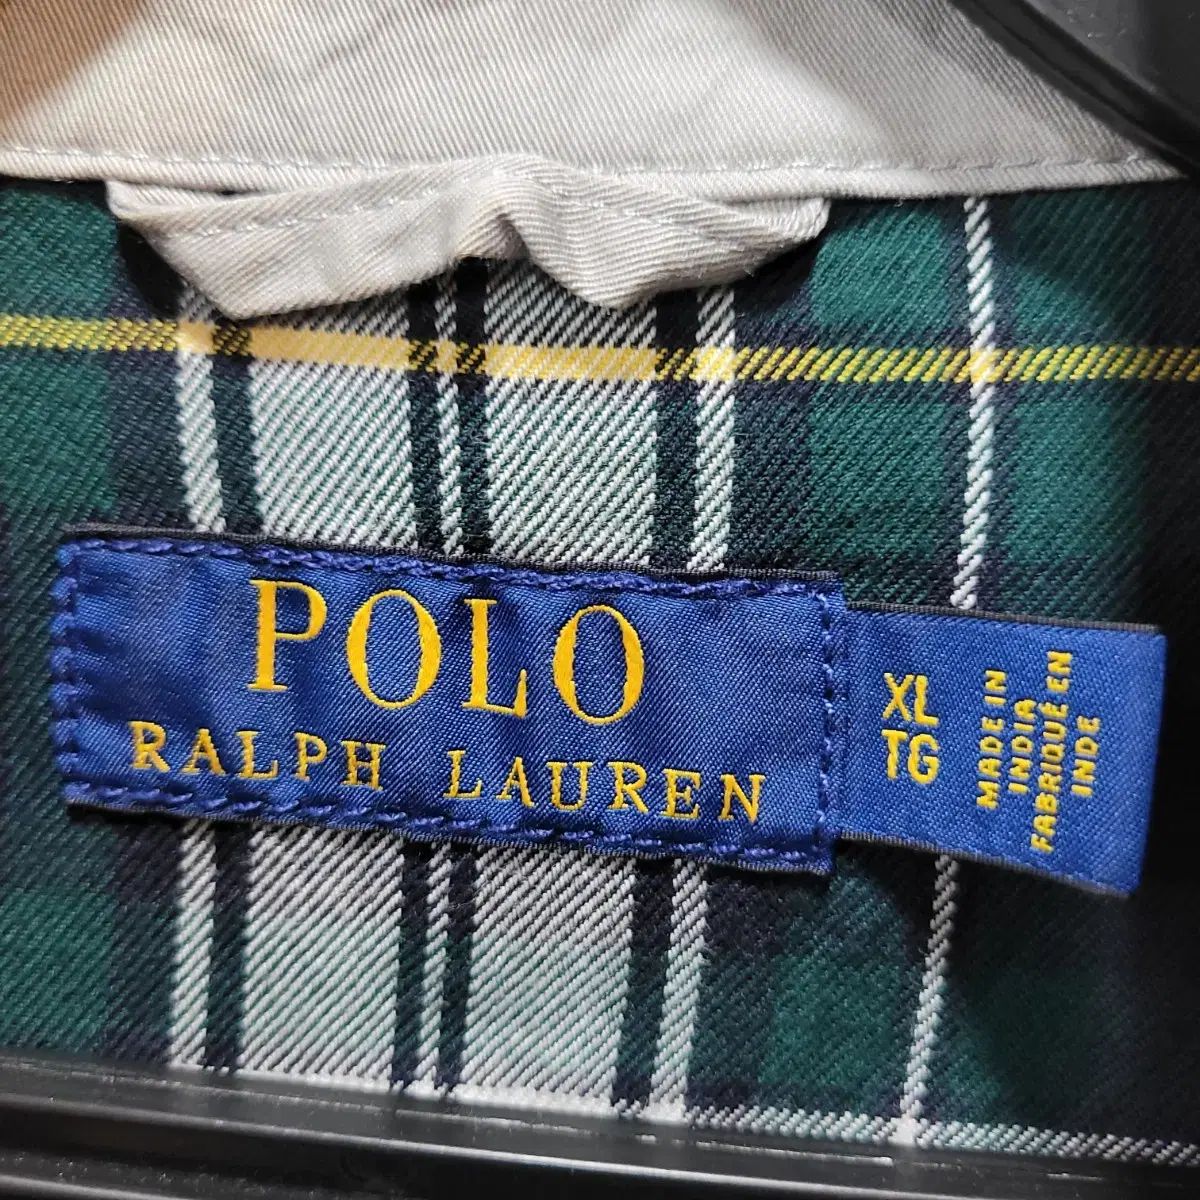 POLO
RALPH LAUREN
XL
TG
MADE IN
INDIA
FABRIQUÉ EN
INDE